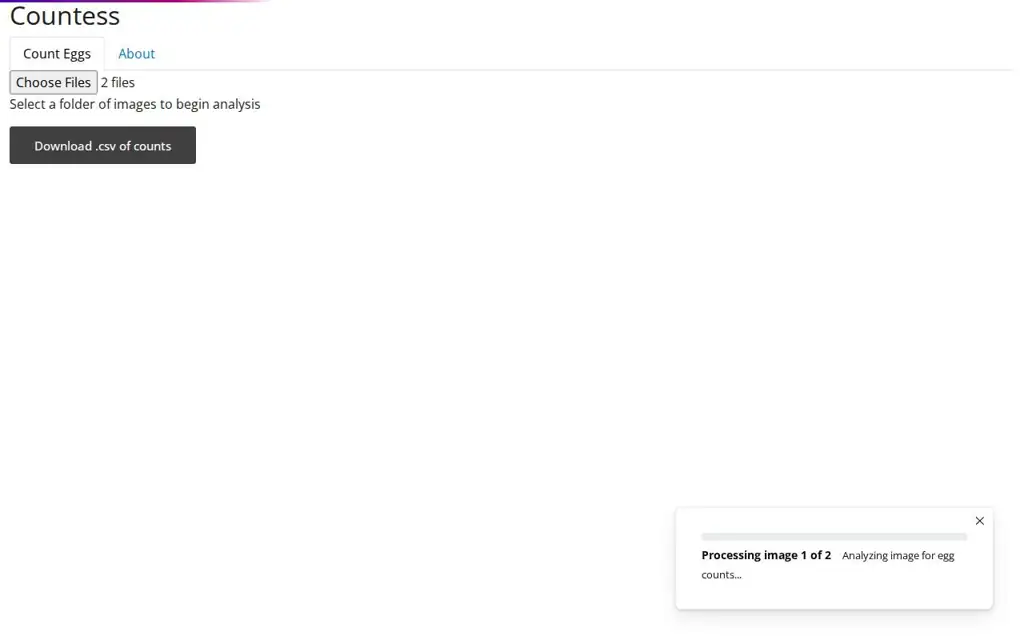 Countess
Count Eggs About
Choose Files 2 files
Select a folder of images to begin analysis
Download .csv of counts
Processing image 1 of 2 Analyzing image for egg
counts...